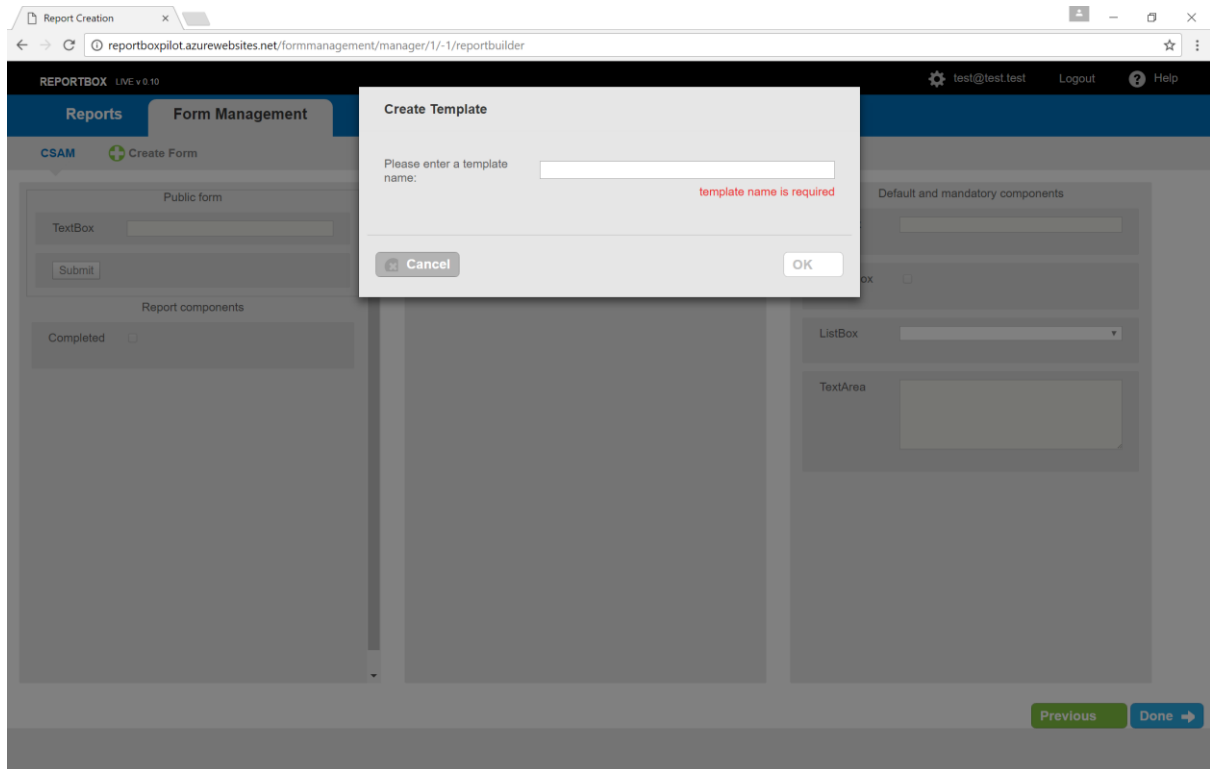 Report Creation
reportboxpilot.azurewebsites.net/formmanagement/manager/1/-1/reportbuilder
REPORTBOX LIVE v 0.10
test@test.test Logout Help
Reports Form Management
CSAM Create Form
Create Template
Please enter a template
name:
template name is required
Cancel OK
Public form
TextBox
Submit
Report components
Completed
Default and mandatory components
ox
ListBox
TextArea
Previous Done